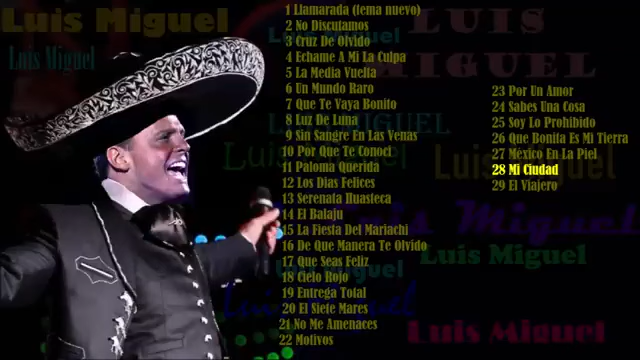 Luis Miguel
Luis Miguel
LUIS
MIGUEL
1 Llamarada (tema nuevo)
2 No Discutamos
3 Cruz De Olvido
4 Echame A Mi La Culpa
5 La Media Vuelta
6 Un Mundo Raro
7 Que Te Vaya Bonito
8 Luz De Luna
9 Sin Sangre En Las Venas
10 Por Que Te Conoci
11 Paloma Querida
12 Los Dias Felices
13 Serenata Huasteca
14 El Balaju
15 La Fiesta Del Mariachi
16 De Que Manera Te Olvido
17 Que Seas Feliz
18 Cielo Rojo
19 Entrega Total
20 El Siete Mares
21 No Me Amenaces
22 Motivos
23 Por Un Amor
24 Sabes Una Cosa
25 Soy Lo Prohibido
26 Que Bonita Es Mi Tierra
27 México En La Piel
28 Mi Ciudad
29 El Viajero
Luis Miguel
Luis Miguel
Luis Miguel